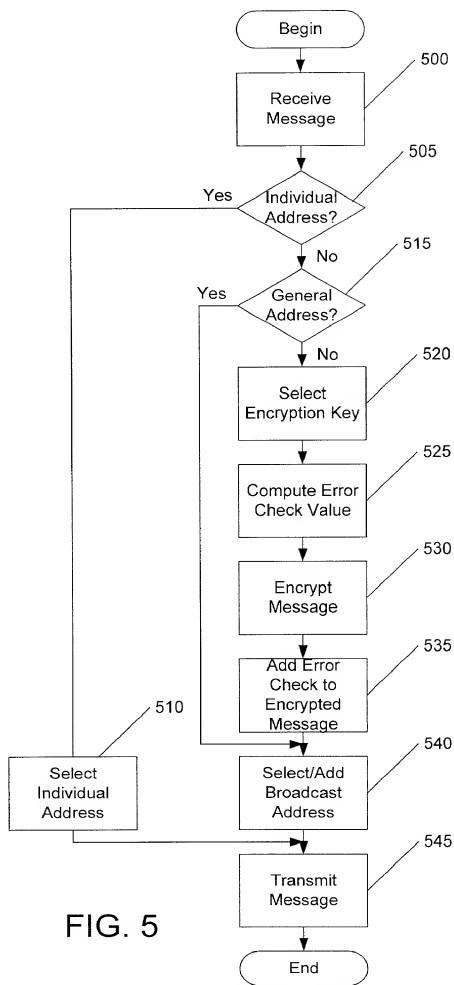 Begin
500
Receive
Message
505
Yes
Individual
Address?
No
515
Yes
General
Address?
No
520
Select
Encryption Key
525
Compute Error
Check Value
530
Encrypt
Message
535
Add Error
Check to
Encrypted
Message
510
540
Select
Individual
Address
Select/Add
Broadcast
Address
545
Transmit
Message
FIG. 5
End